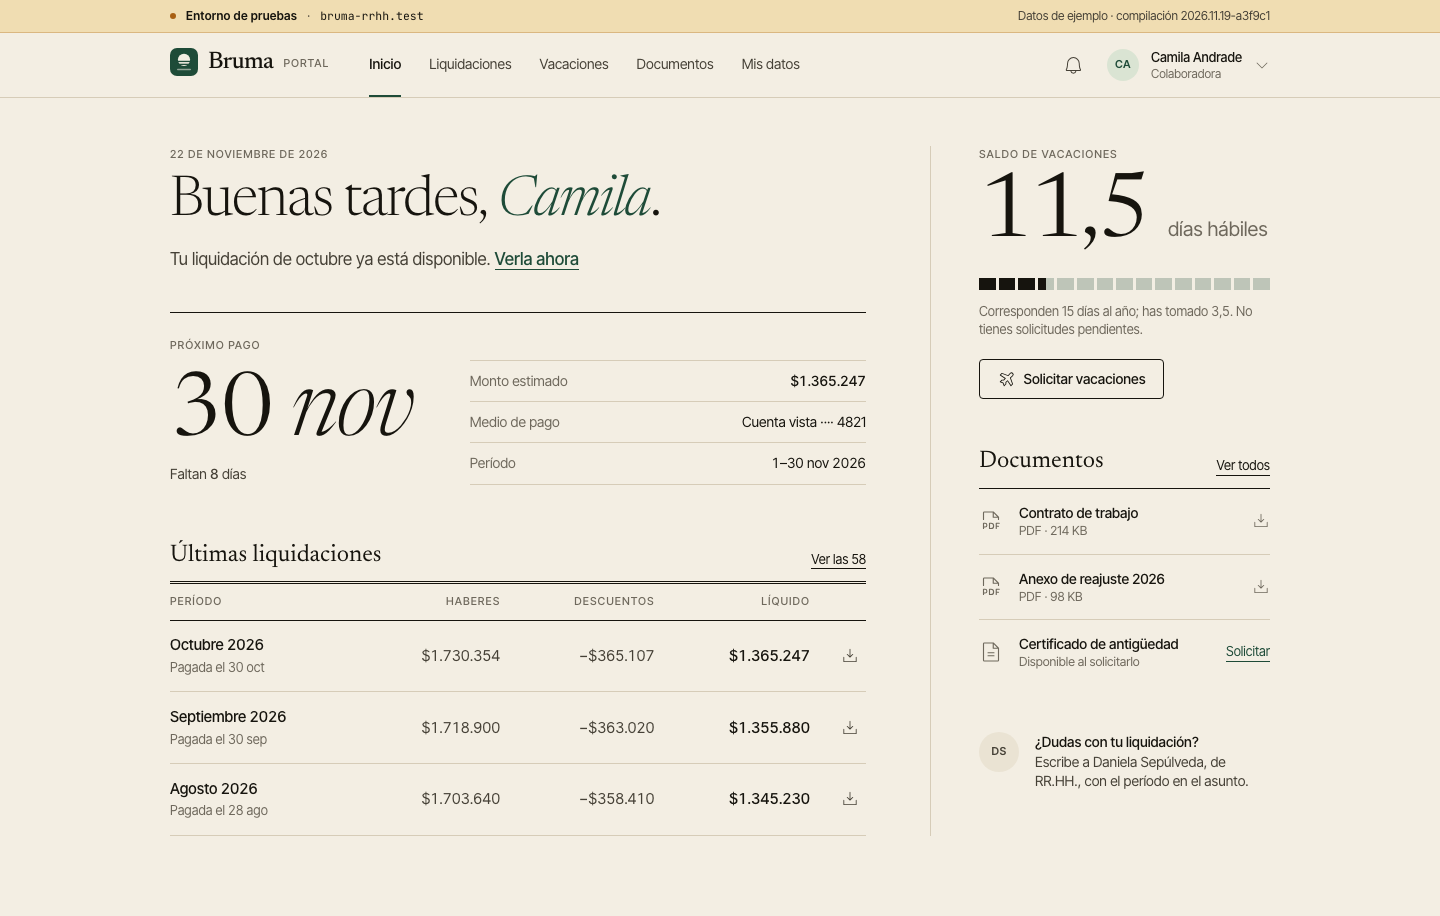 Entorno de pruebas · bruma-rrhh.test
Datos de ejemplo · compilación 2026.11.19-a3f9c1
Bruma PORTAL
Inicio
Liquidaciones
Vacaciones
Documentos
Mis datos
CA
Camila Andrade
Colaboradora
22 DE NOVIEMBRE DE 2026
Buenas tardes, Camila.
Tu liquidación de octubre ya está disponible. Verla ahora
PRÓXIMO PAGO
30 nov
Faltan 8 días
Monto estimado $1.365.247
Medio de pago Cuenta vista ···· 4821
Período 1–30 nov 2026
Últimas liquidaciones
Ver las 58
PERÍODO HABERES DESCUENTOS LÍQUIDO
Octubre 2026
Pagada el 30 oct
$1.730.354 −$365.107 $1.365.247
Septiembre 2026
Pagada el 30 sep
$1.718.900 −$363.020 $1.355.880
Agosto 2026
Pagada el 28 ago
$1.703.640 −$358.410 $1.345.230
SALDO DE VACACIONES
11,5 días hábiles
Corresponden 15 días al año; has tomado 3,5. No
tienes solicitudes pendientes.
Solicitar vacaciones
Documentos
Ver todos
PDF
Contrato de trabajo
PDF · 214 KB
PDF
Anexo de reajuste 2026
PDF · 98 KB
Certificado de antigüedad
Disponible al solicitarlo
Solicitar
DS
¿Dudas con tu liquidación?
Escribe a Daniela Sepúlveda, de
RR.HH., con el período en el asunto.